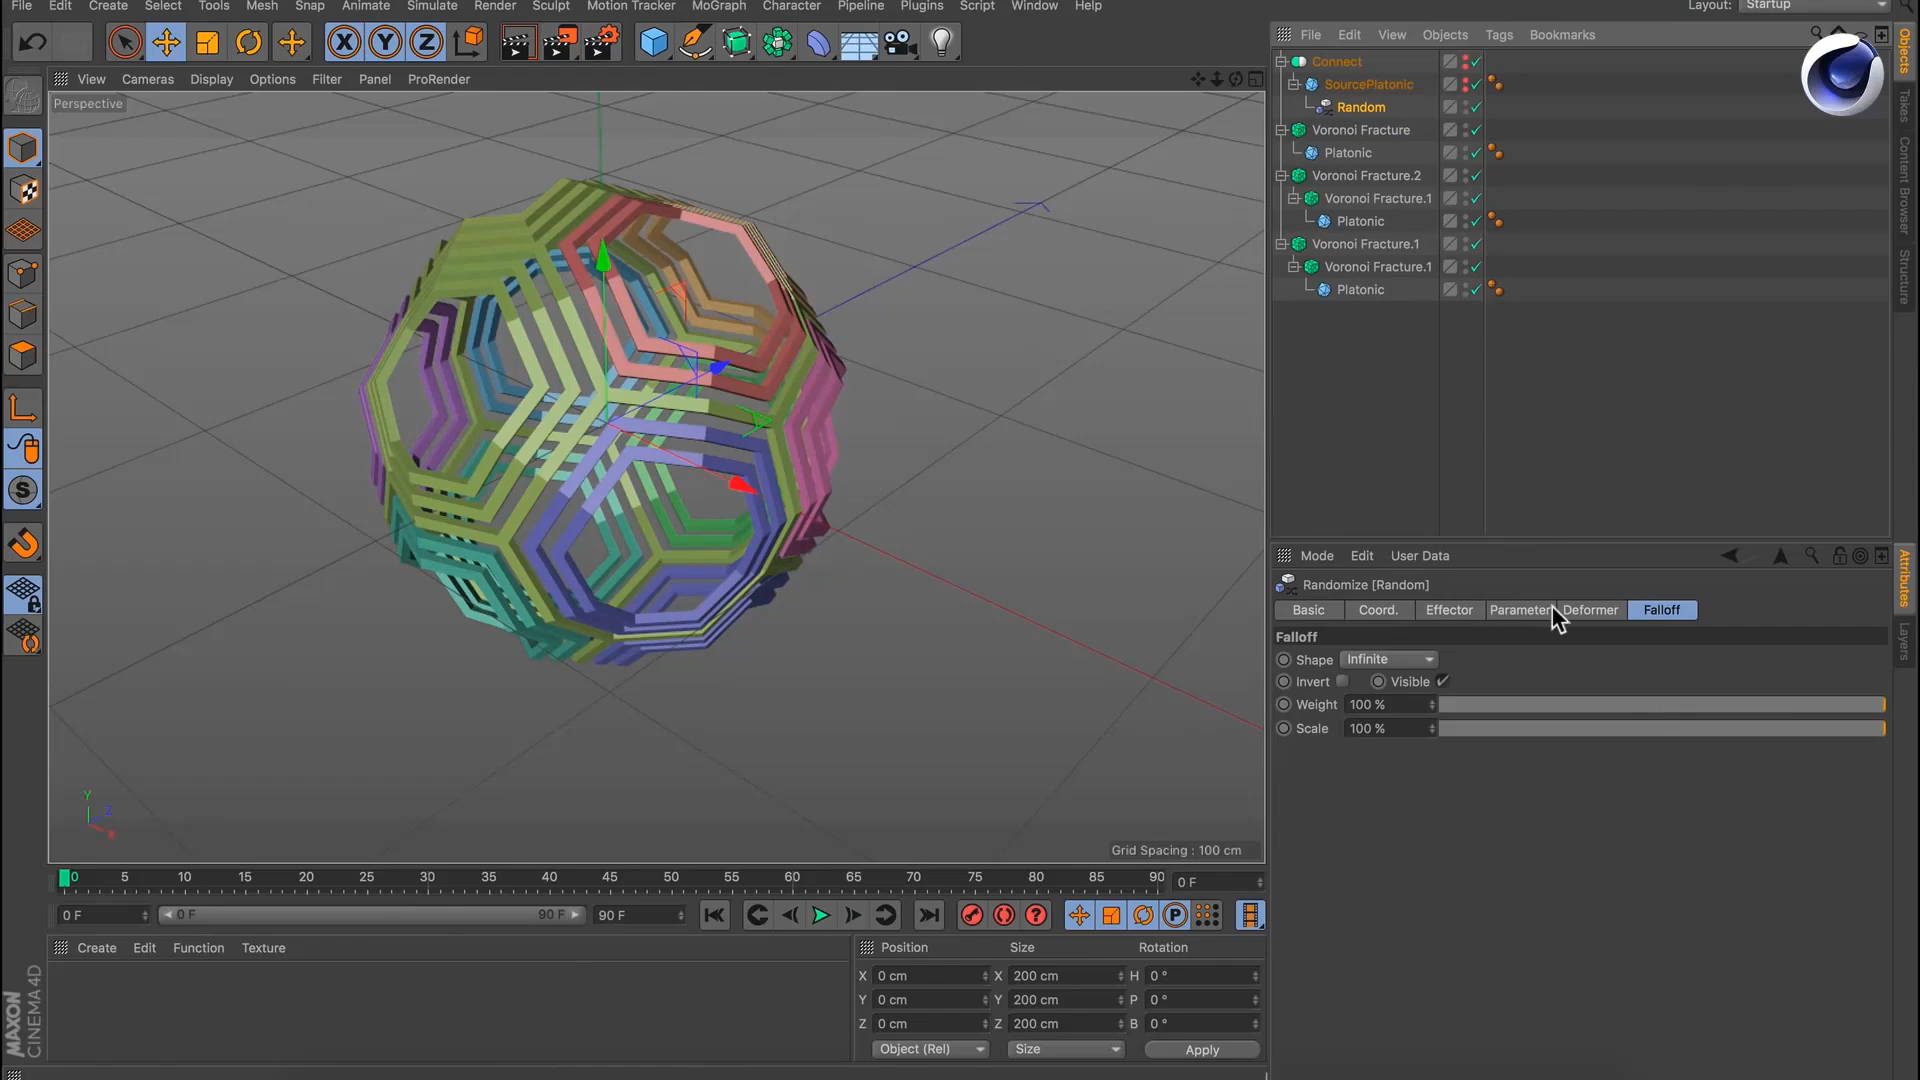 File Edit Create Select Tools Mesh Snap Animate Simulate Render Sculpt Motion Tracker MoGraph Character Pipeline Plugins Script Window Help
Layout: Startup
File Edit View Objects Tags Bookmarks
View Cameras Display Options Filter Panel ProRender
Perspective
Connect
SourcePlatonic
Random
Voronoi Fracture
Platonic
Voronoi Fracture.2
Voronoi Fracture.1
Platonic
Voronoi Fracture.1
Voronoi Fracture.1
Platonic
Objects
Takes
Content Browser
Structure
Mode Edit User Data
Randomize [Random]
Basic Coord. Effector Parameter Deformer Falloff
Falloff
Shape Infinite
Invert Visible
Weight 100 %
Scale 100 %
Attributes
Layers
X Y Z
S
Y
Z
X
Grid Spacing : 100 cm
0 5 10 15 20 25 30 35 40 45 50 55 60 65 70 75 80 85 90
0 F
0 F 0 F 90 F 90 F
P
Create Edit Function Texture
Position Size Rotation
X 0 cm X 200 cm H 0 °
Y 0 cm Y 200 cm P 0 °
Z 0 cm Z 200 cm B 0 °
Object (Rel) Size Apply
MAXON
CINEMA 4D